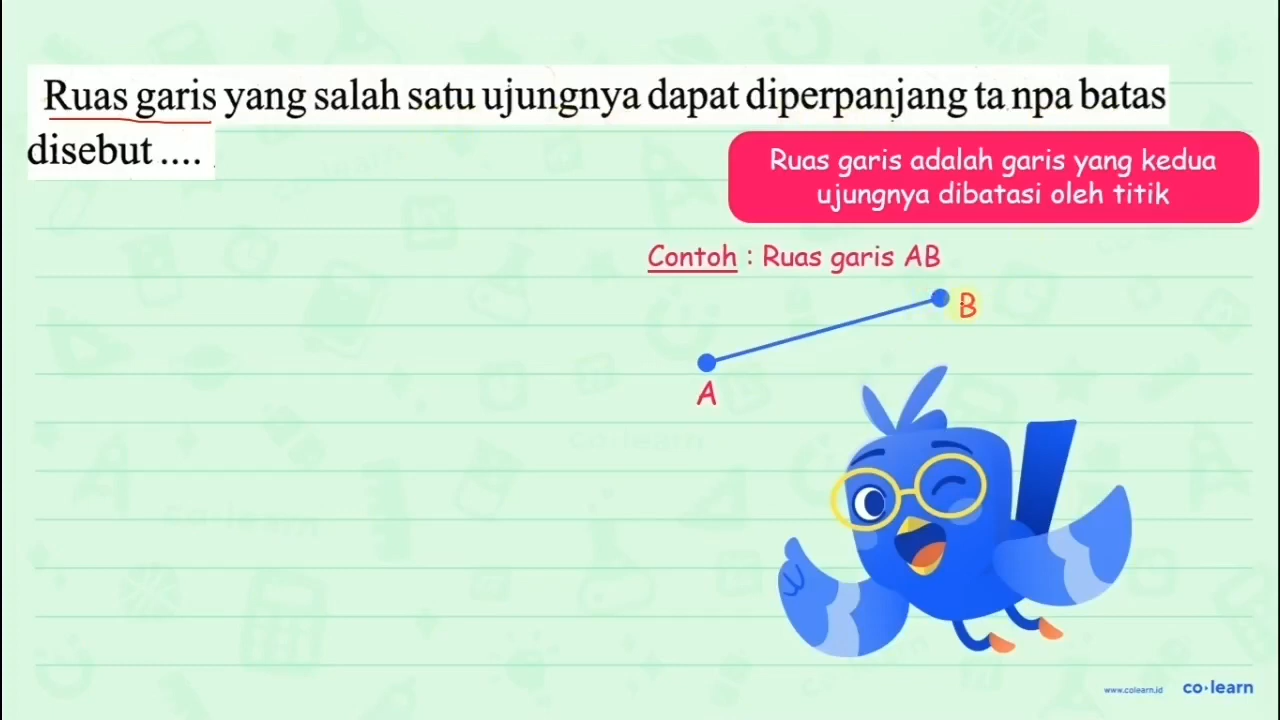 Ruas garis yang salah satu ujungnya dapat diperpanjang ta npa batas
disebut ....
Ruas garis adalah garis yang kedua
ujungnya dibatasi oleh titik
Contoh : Ruas garis AB
B
A
www.colearn.id co·learn